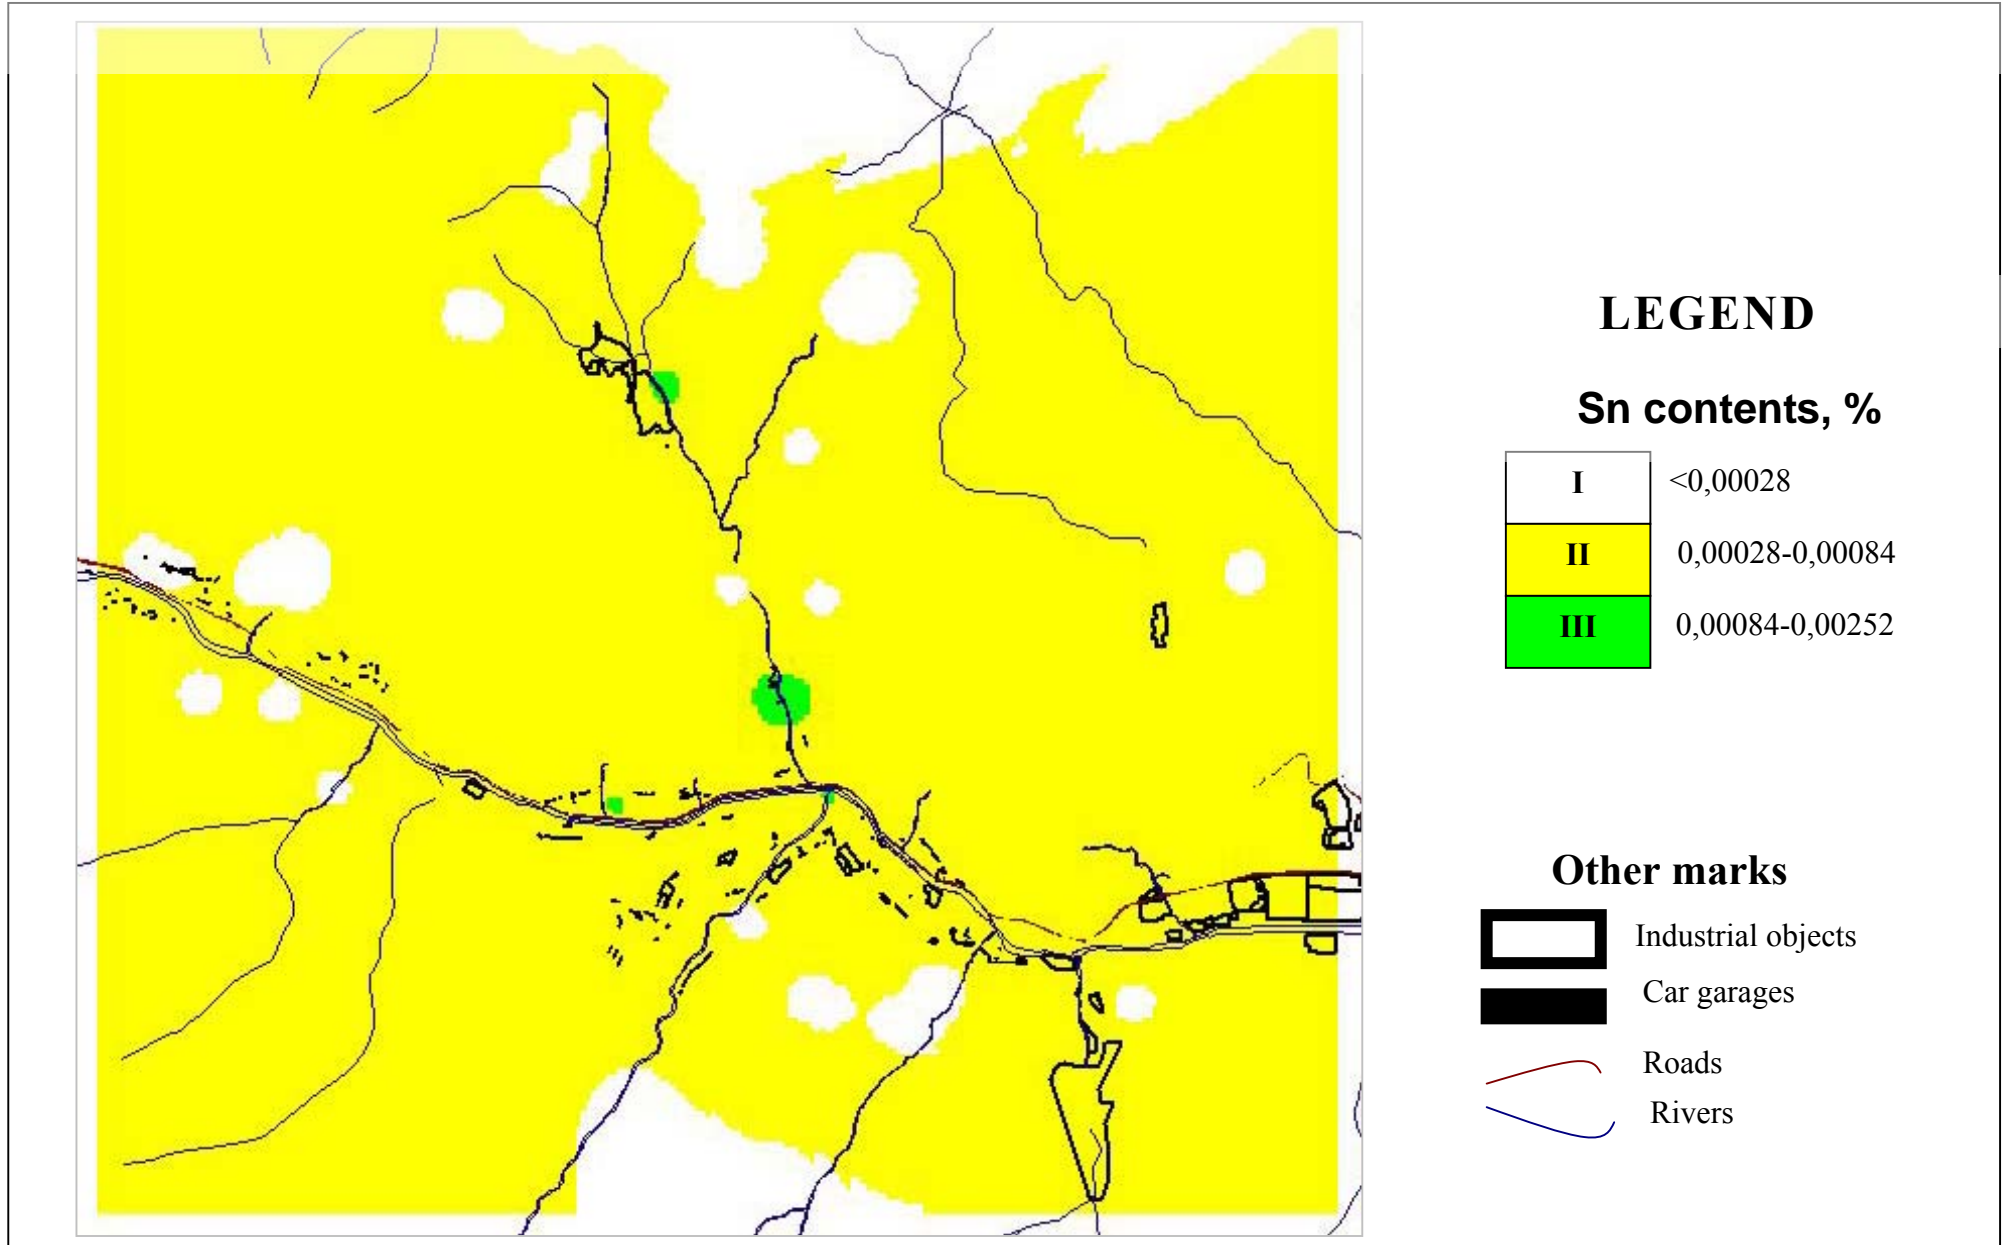 LEGEND
Sn contents, %
I <0,00028
II 0,00028-0,00084
III 0,00084-0,00252
Other marks
Industrial objects
Car garages
Roads
Rivers